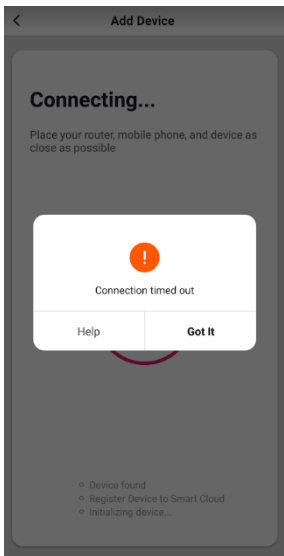 Add Device
Connecting...
Place your router, mobile phone, and device as
close as possible
!
Connection timed out
Help
Got It
Device found
Register Device to Smart Cloud
Initializing device...